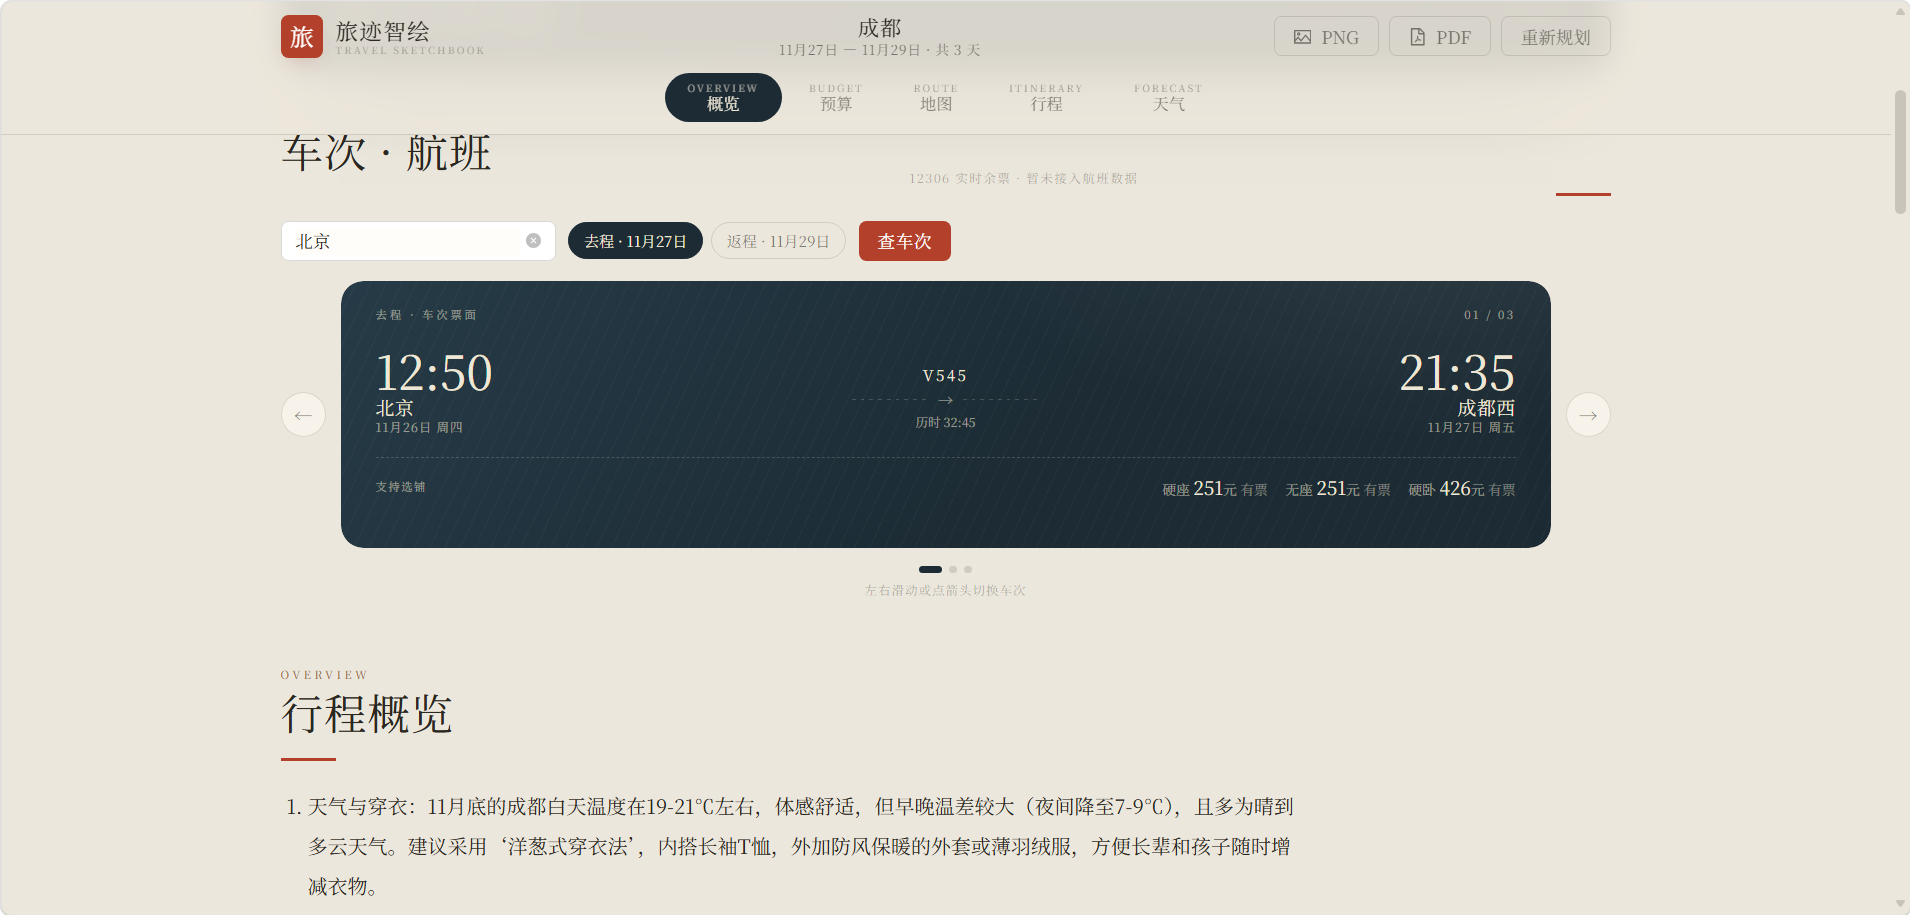 旅
旅迹智绘
TRAVEL SKETCHBOOK
成都
11月27日 — 11月29日 · 共 3 天
PNG
PDF
重新规划
OVERVIEW
概览
BUDGET
预算
ROUTE
地图
ITINERARY
行程
FORECAST
天气
车次 · 航班
12306 实时余票 · 暂未接入航班数据
北京
去程 · 11月27日
返程 · 11月29日
查车次
去程 · 车次票面
01 / 03
12:50
北京
11月26日 周四
V545
→
历时 32:45
21:35
成都西
11月27日 周五
支持选铺
硬座 251元 有票 无座 251元 有票 硬卧 426元 有票
←
→
左右滑动或点箭头切换车次
OVERVIEW
行程概览
1. 天气与穿衣：11月底的成都白天温度在19-21°C左右，体感舒适，但早晚温差较大（夜间降至7-9°C），且多为晴到
多云天气。建议采用‘洋葱式穿衣法’，内搭长袖T恤，外加防风保暖的外套或薄羽绒服，方便长辈和孩子随时增
减衣物。